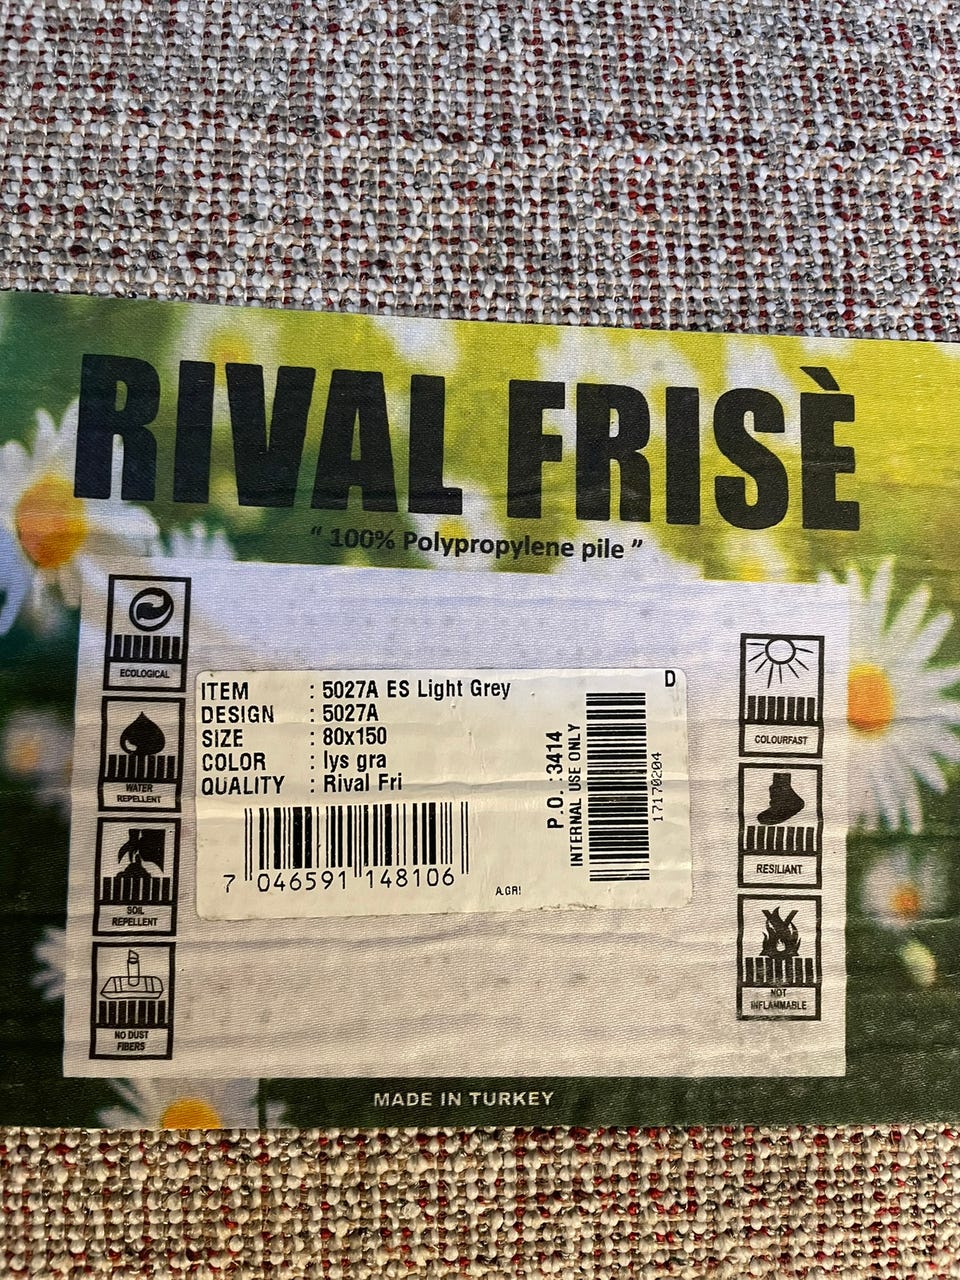 RIVAL FRISÈ
“ 100% Polypropylene pile ”
ECOLOGICAL
WATER
REPELLENT
SOIL
REPELLENT
NO DUST
FIBERS
ITEM : 5027A ES Light Grey
DESIGN : 5027A
SIZE : 80x150
COLOR : lys gra
QUALITY : Rival Fri
7 046591 148106
A.GRI
D
P.O. :3414
INTERNAL USE ONLY
17170204
COLOURFAST
RESILIANT
NOT
INFLAMMABLE
MADE IN TURKEY